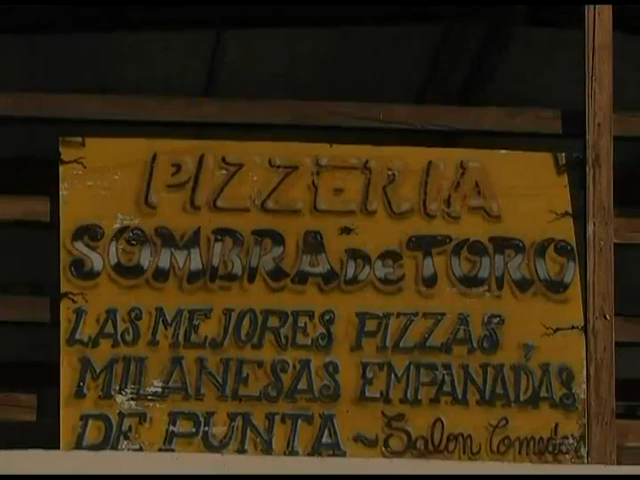 PIZZERIA
SOMBRA DE TORO
LAS MEJORES PIZZAS,
MILANESAS EMPANADAS
DE PUNTA ~ Salon Comedor